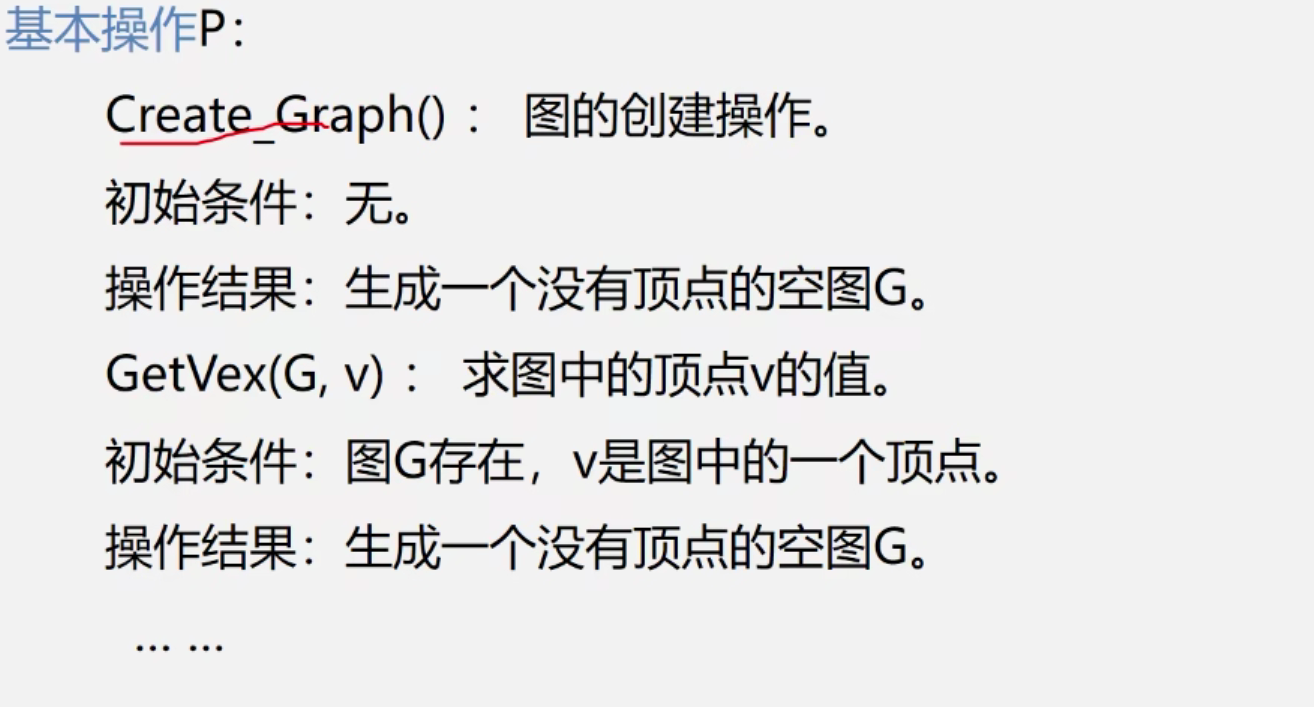 基本操作P：
Create_Graph() ： 图的创建操作。
初始条件：无。
操作结果：生成一个没有顶点的空图G。
GetVex(G, v) ： 求图中的顶点v的值。
初始条件：图G存在，v是图中的一个顶点。
操作结果：生成一个没有顶点的空图G。
… …